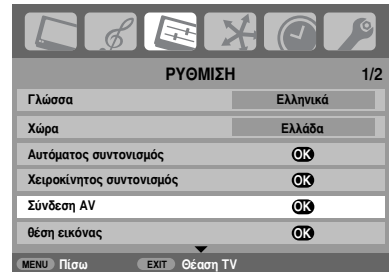 ΡΥΘΜΙΣΗ 1/2
Γλώσσα Ελληνικά
Χώρα Ελλάδα
Αυτόματος συντονισμός OK
Χειροκίνητος συντονισμός OK
Σύνδεση AV OK
θέση εικόνας OK
MENU Πίσω EXIT Θέαση TV